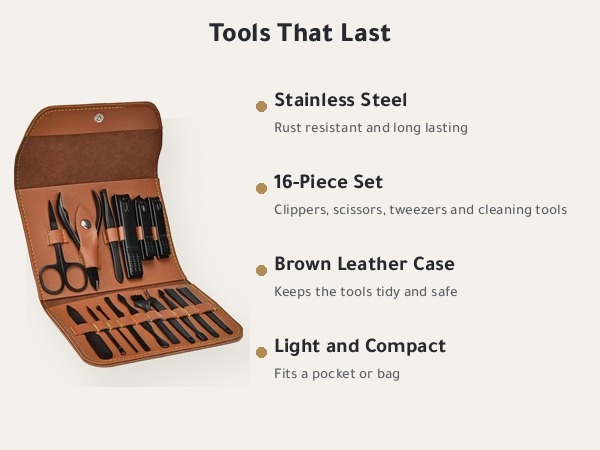 Tools That Last
Stainless Steel
Rust resistant and long lasting
16-Piece Set
Clippers, scissors, tweezers and cleaning tools
Brown Leather Case
Keeps the tools tidy and safe
Light and Compact
Fits a pocket or bag